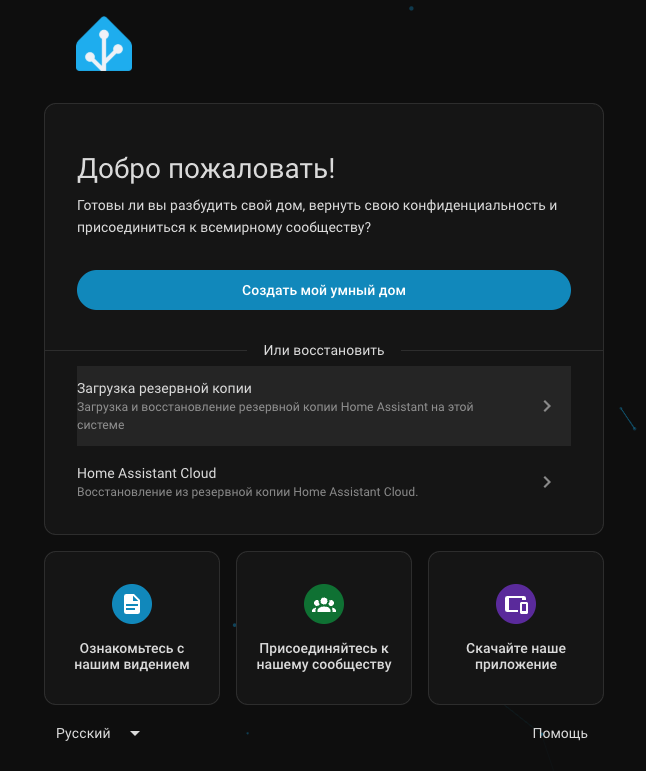 Добро пожаловать!
Готовы ли вы разбудить свой дом, вернуть свою конфиденциальность и
присоединиться к всемирному сообществу?
Создать мой умный дом
Или восстановить
Загрузка резервной копии
Загрузка и восстановление резервной копии Home Assistant на этой
системе
Home Assistant Cloud
Восстановление из резервной копии Home Assistant Cloud.
Ознакомьтесь с
нашим видением
Присоединяйтесь к
нашему сообществу
Скачайте наше
приложение
Русский
Помощь